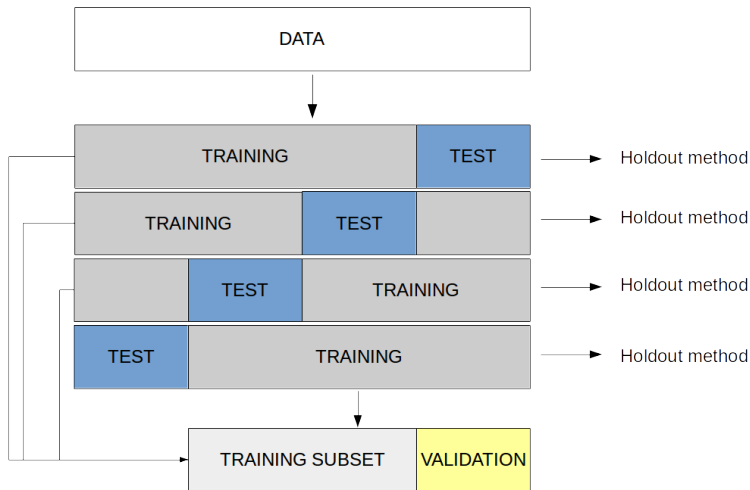 DATA
TRAINING TEST Holdout method
TRAINING TEST Holdout method
TEST TRAINING Holdout method
TEST TRAINING Holdout method
TRAINING SUBSET VALIDATION